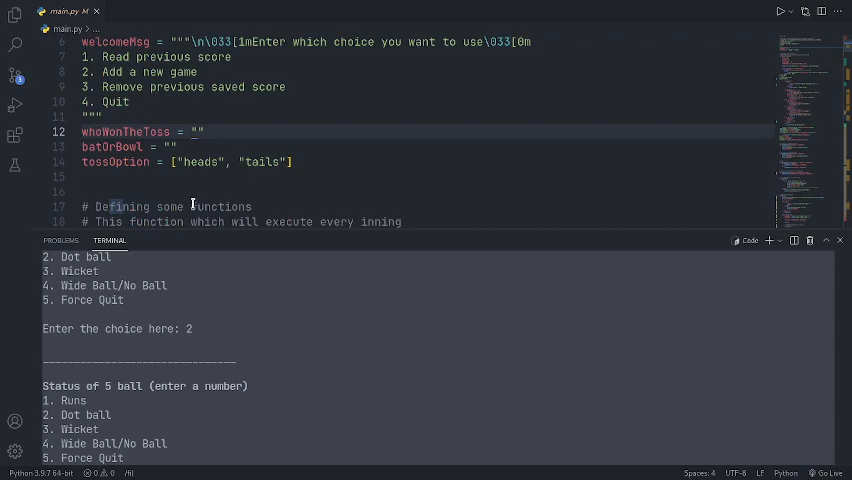 main.py M
main.py > ...
6 welcomeMsg = """\n\033[1mEnter which choice you want to use\033[0m
7 1. Read previous score
8 2. Add a new game
9 3. Remove previous saved score
10 4. Quit
11 """
12 whoWonTheToss = ""
13 batOrBowl = ""
14 tossOption = ["heads", "tails"]
15
16
17 # Defining some functions
18 # This function which will execute every inning
3
PROBLEMS TERMINAL Code
2. Dot ball
3. Wicket
4. Wide Ball/No Ball
5. Force Quit
Enter the choice here: 2
________________________________
Status of 5 ball (enter a number)
1. Runs
2. Dot ball
3. Wicket
4. Wide Ball/No Ball
5. Force Quit
Python 3.9.7 64-bit 0 0 /fi| Spaces: 4 UTF-8 LF Python Go Live